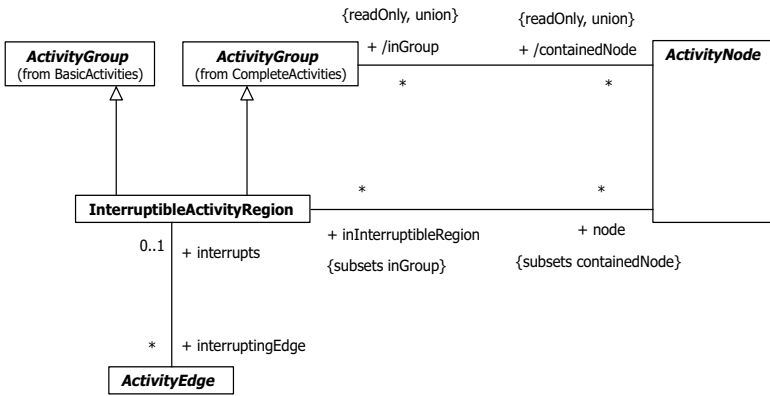 {readOnly, union}
{readOnly, union}
ActivityGroup
(from BasicActivities)
ActivityGroup
(from CompleteActivities)
+ /inGroup
+ /containedNode
ActivityNode
*
*
InterruptibleActivityRegion
*
*
+ inInterruptibleRegion
+ node
{subsets inGroup}
{subsets containedNode}
0..1
+ interrupts
*
+ interruptingEdge
ActivityEdge